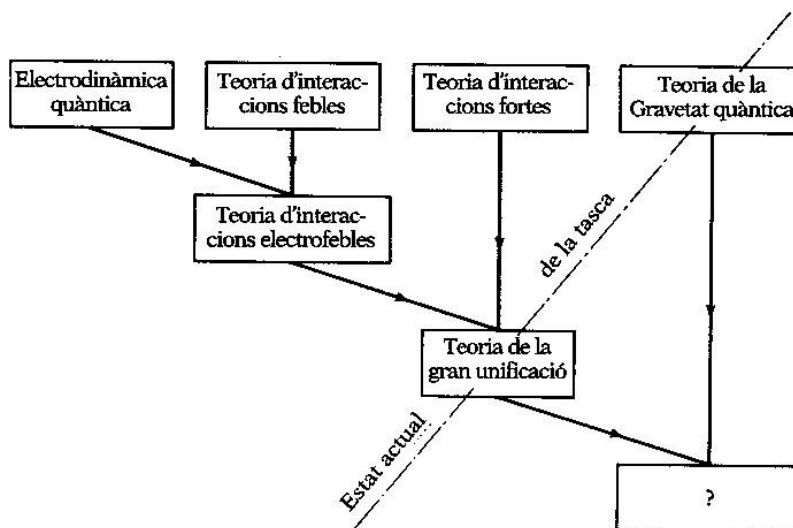 Electrodinàmica
quàntica
Teoria d'interac-
cions febles
Teoria d'interac-
cions fortes
Teoria de la
Gravetat quàntica
Teoria d'interac-
cions electrofebles
de la tasca
Teoria de la
gran unificació
Estat actual
?